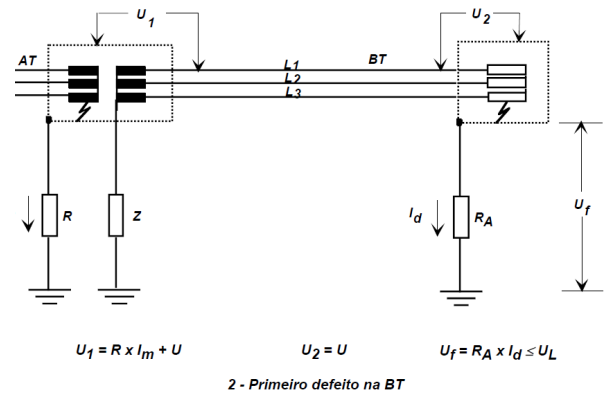 U1 U2
AT L1 BT
L2
L3
R Z Id RA Uf
U1 = R x Im + U U2 = U Uf = RA x Id ≤ UL
2 - Primeiro defeito na BT